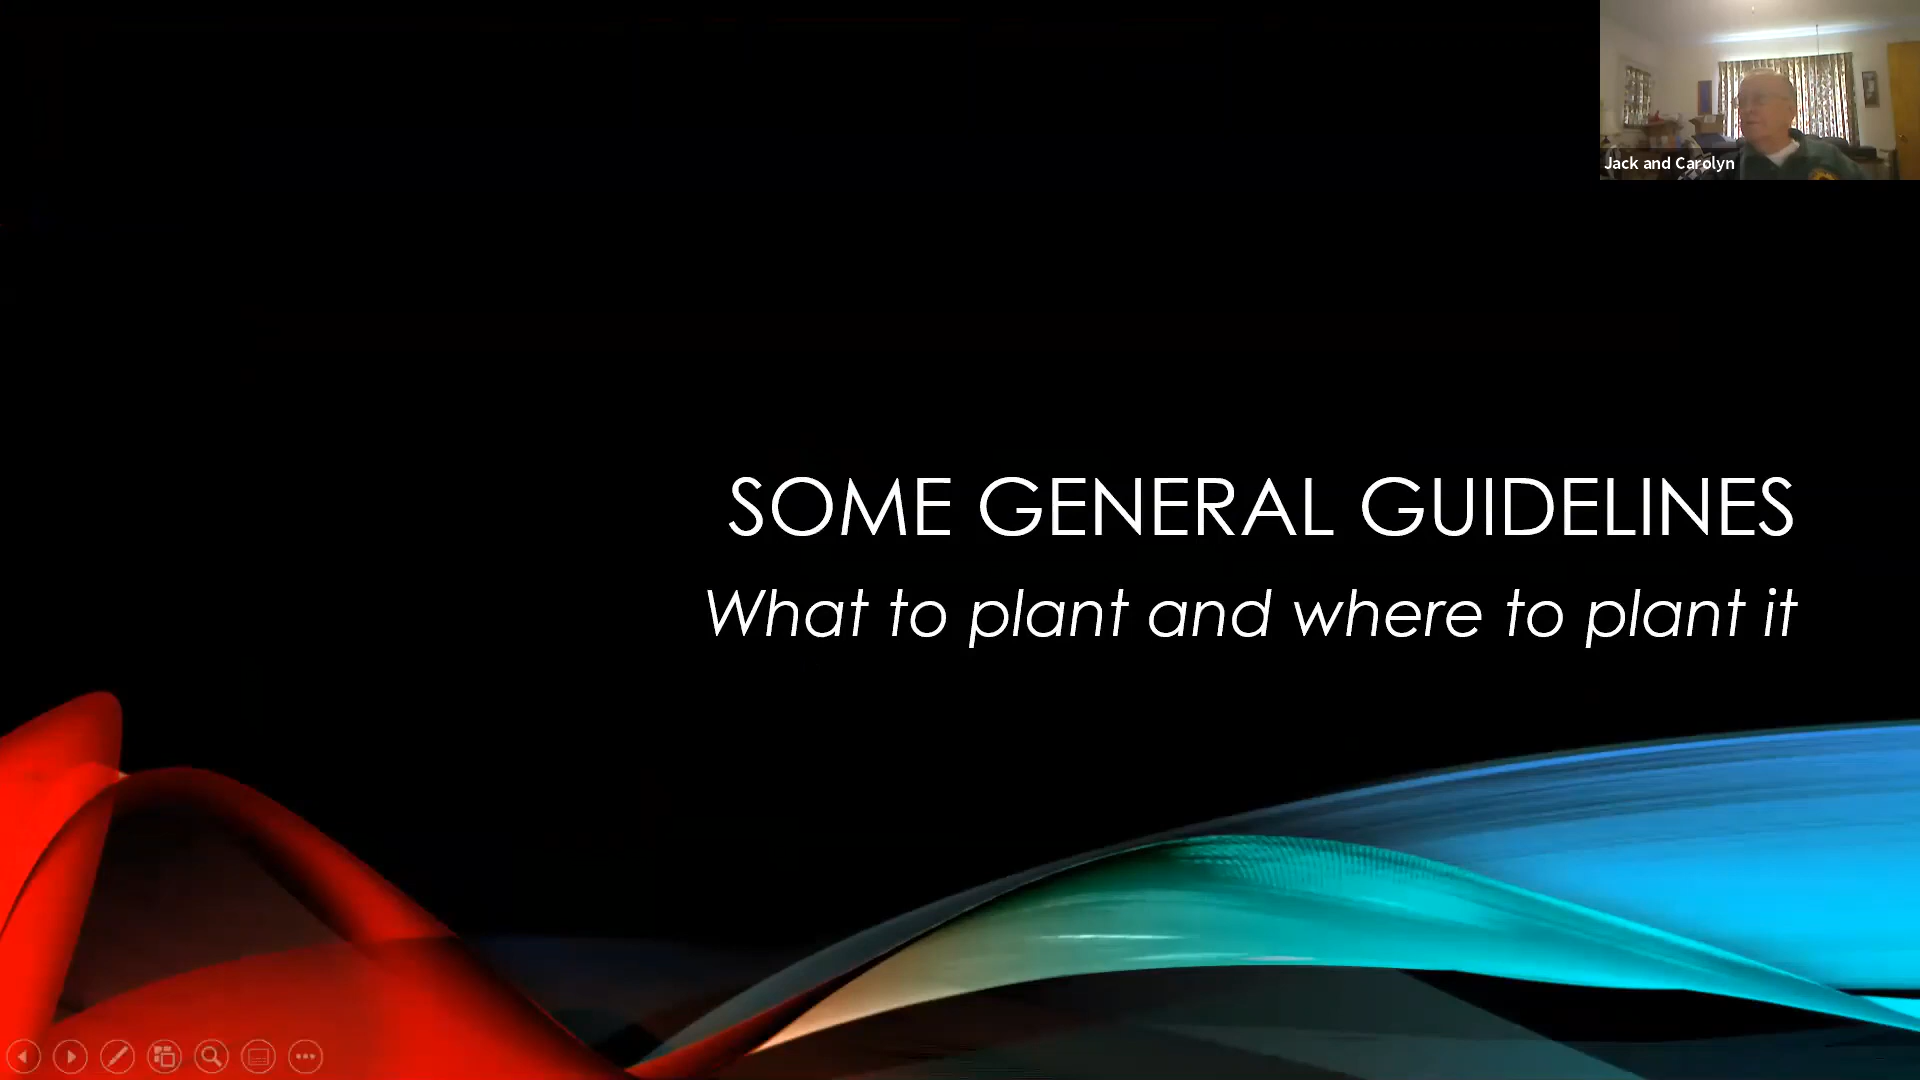 Jack and Carolyn
SOME GENERAL GUIDELINES
What to plant and where to plant it